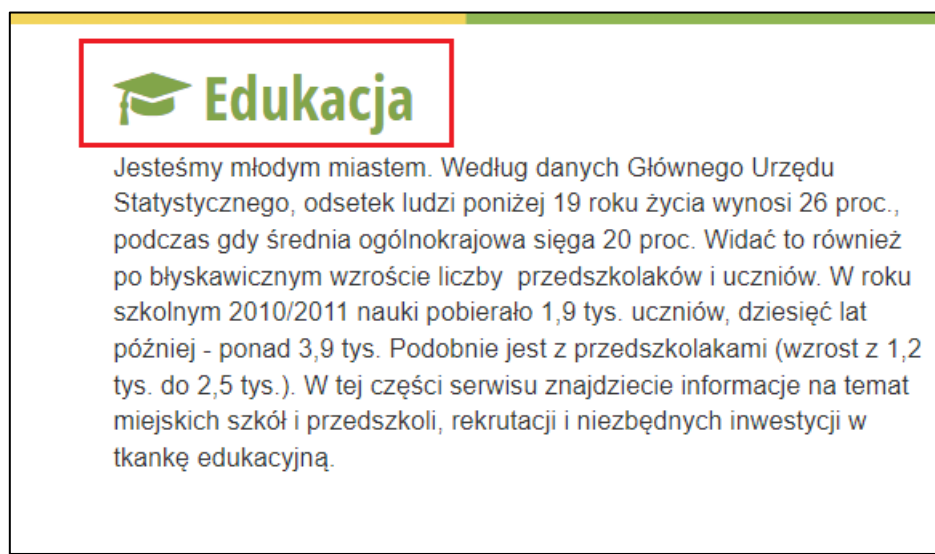 Edukacja
Jesteśmy młodym miastem. Według danych Głównego Urzędu
Statystycznego, odsetek ludzi poniżej 19 roku życia wynosi 26 proc.,
podczas gdy średnia ogólnokrajowa sięga 20 proc. Widać to również
po błyskawicznym wzroście liczby  przedszkolaków i uczniów. W roku
szkolnym 2010/2011 nauki pobierało 1,9 tys. uczniów, dziesięć lat
później - ponad 3,9 tys. Podobnie jest z przedszkolakami (wzrost z 1,2
tys. do 2,5 tys.). W tej części serwisu znajdziecie informacje na temat
miejskich szkół i przedszkoli, rekrutacji i niezbędnych inwestycji w
tkankę edukacyjną.